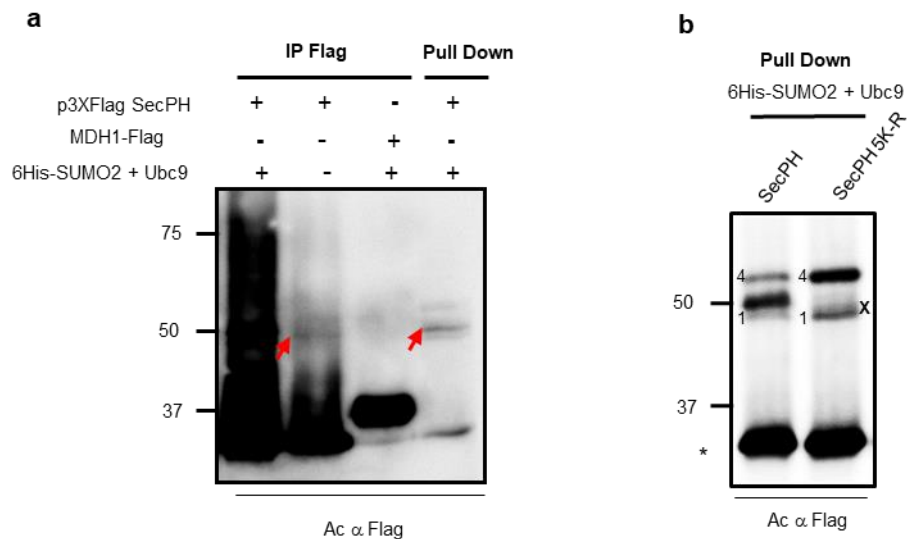 a
IP Flag
Pull Down
p3XFlag SecPH + + - +
MDH1-Flag - - + -
6His-SUMO2 + Ubc9 + - + +
75
50
37
Ac α Flag
b
Pull Down
6His-SUMO2 + Ubc9
SecPH
SecPH 5K-R
4 4
50
1 1 X
37
*
Ac α Flag